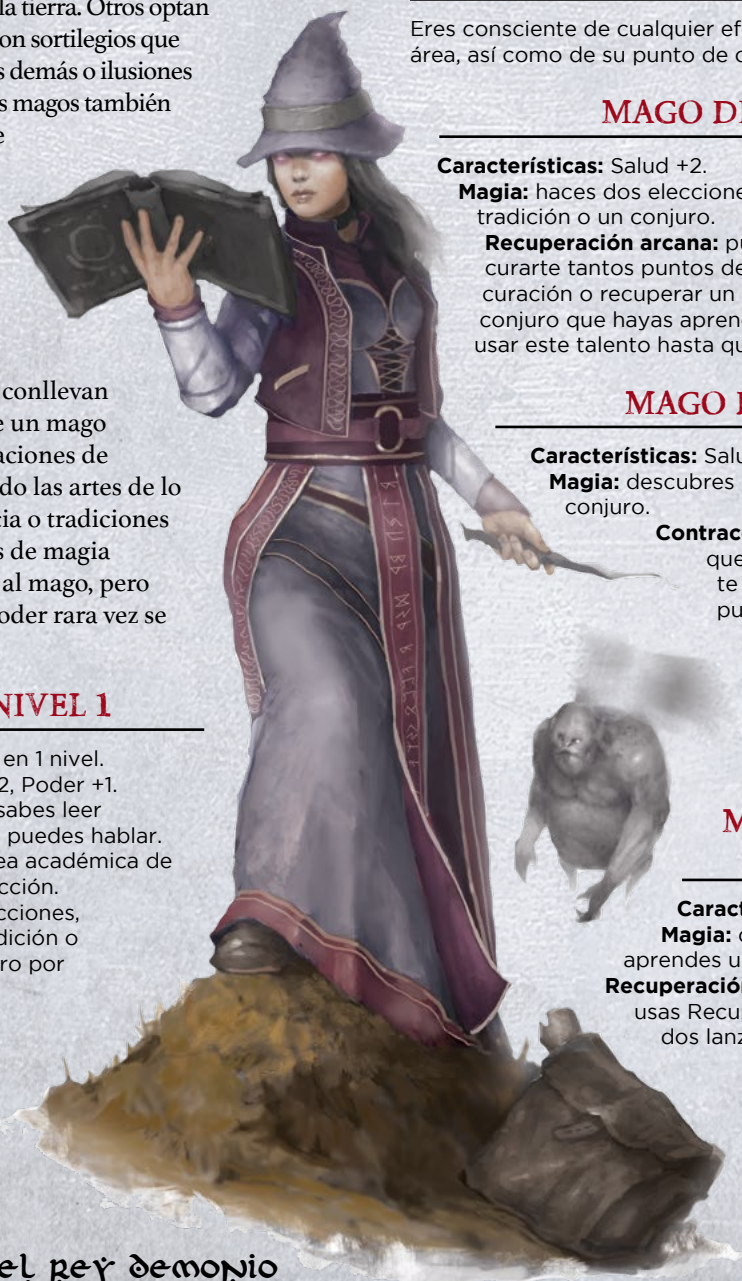 la tierra. Otros optan
on sortilegios que
s demás o ilusiones
s magos también
e
conllevan
e un mago
aciones de
do las artes de lo
cia o tradiciones
s de magia
al mago, pero
oder rara vez se
NIVEL 1
en 1 nivel.
2, Poder +1.
sabes leer
puedes hablar.
ea académica de
cción.
cciones,
dición o
ro por
el rey demonio
Eres consciente de cualquier ef
área, así como de su punto de o
MAGO DE
Características: Salud +2.
Magia: haces dos eleccione
tradición o un conjuro.
Recuperación arcana: pu
curarte tantos puntos de
curación o recuperar un
conjuro que hayas apren
usar este talento hasta qu
MAGO
Características: Salu
Magia: descubres
conjuro.
Contrac
que
te
pu
M
Caract
Magia:
aprendes u
Recuperación
usas Recu
dos lanz